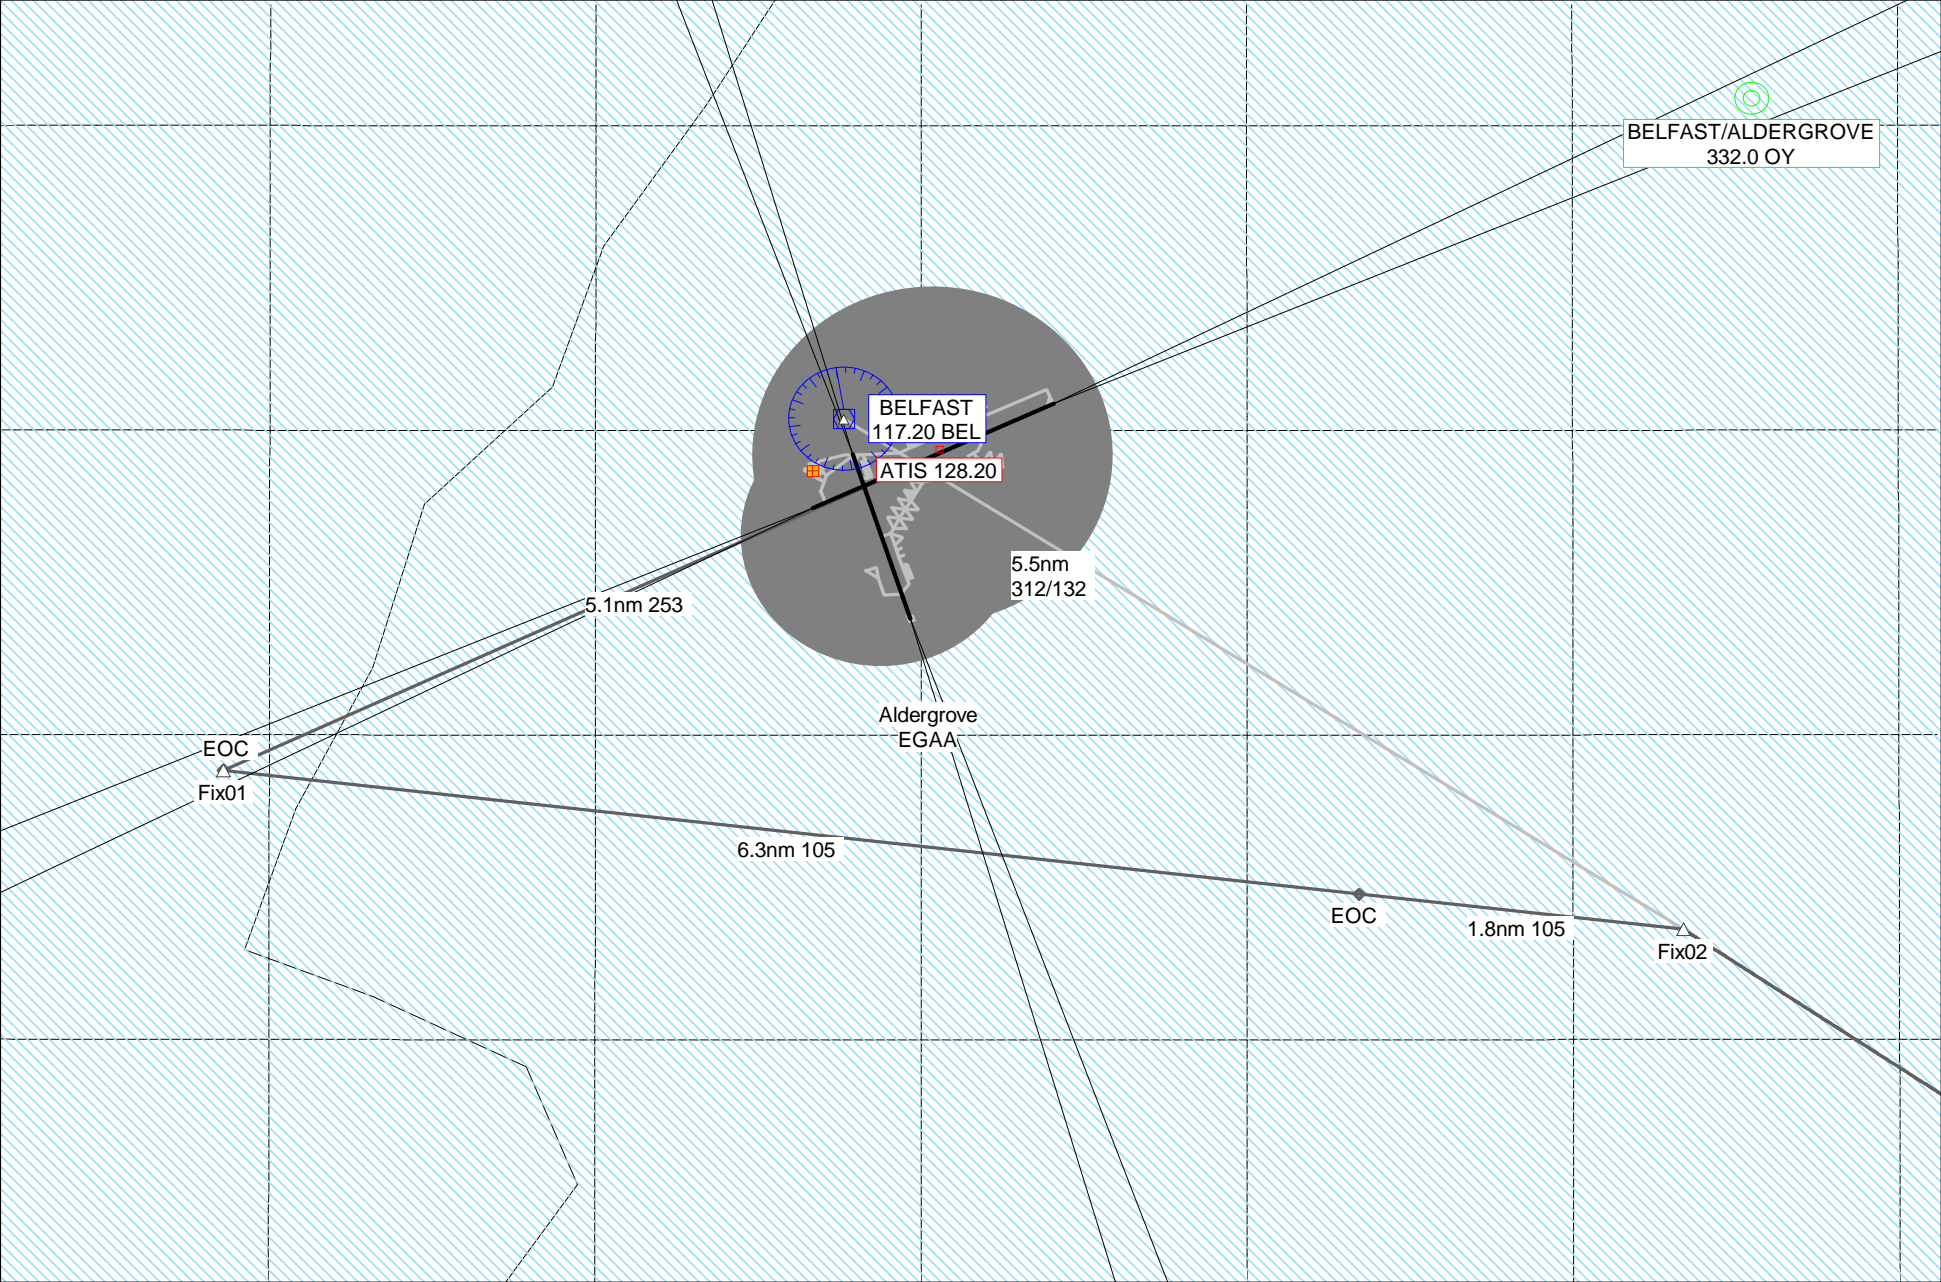 BELFAST/ALDERGROVE
332.0 OY
BELFAST
117.20 BEL
ATIS 128.20
5.5nm
312/132
5.1nm 253
Aldergrove
EGAA
EOC
Fix01
6.3nm 105
EOC
1.8nm 105
Fix02